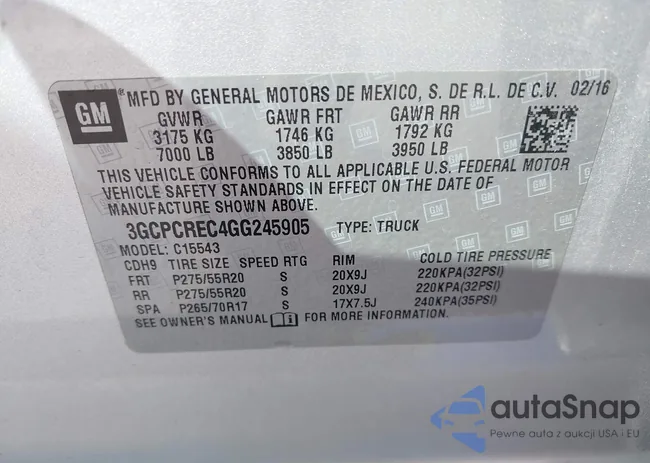 GM
® MFD BY GENERAL MOTORS DE MEXICO, S. DE R.L. DE C.V. 02/16
GVWR GAWR FRT GAWR RR
3175 KG 1746 KG 1792 KG
7000 LB 3850 LB 3950 LB
THIS VEHICLE CONFORMS TO ALL APPLICABLE U.S. FEDERAL MOTOR
VEHICLE SAFETY STANDARDS IN EFFECT ON THE DATE OF
MANUFACTURE SHOWN ABOVE.
3GCPCREC4GG245905 TYPE: TRUCK
MODEL: C15543
CDH9 TIRE SIZE SPEED RTG RIM COLD TIRE PRESSURE
FRT P275/55R20 S 20X9J 220KPA(32PSI)
RR P275/55R20 S 20X9J 220KPA(32PSI)
SPA P265/70R17 S 17X7.5J 240KPA(35PSI)
SEE OWNER'S MANUAL FOR MORE INFORMATION.
autaSnap
Pewne auta z aukcji USA i EU